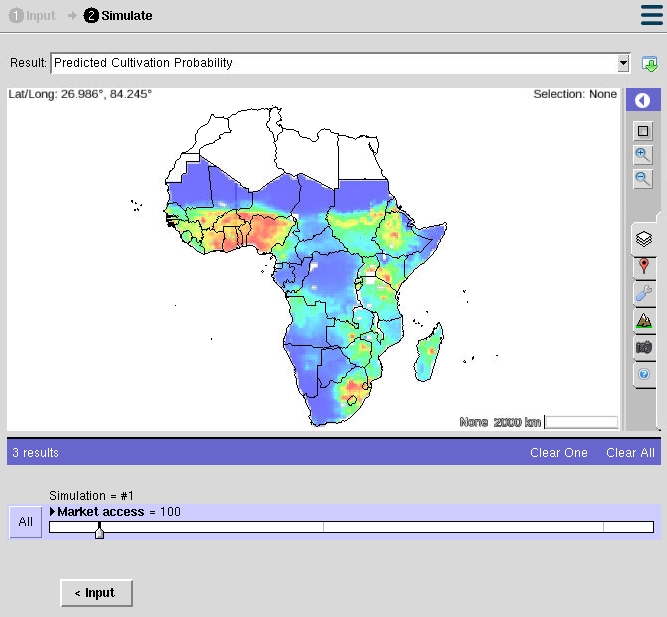 1 Input → 2 Simulate
Result: Predicted Cultivation Probability
Lat/Long: 26.986°, 84.245°
Selection: None
None 2000 km
3 results
Clear One
Clear All
Simulation = #1
All
Market access = 100
< Input